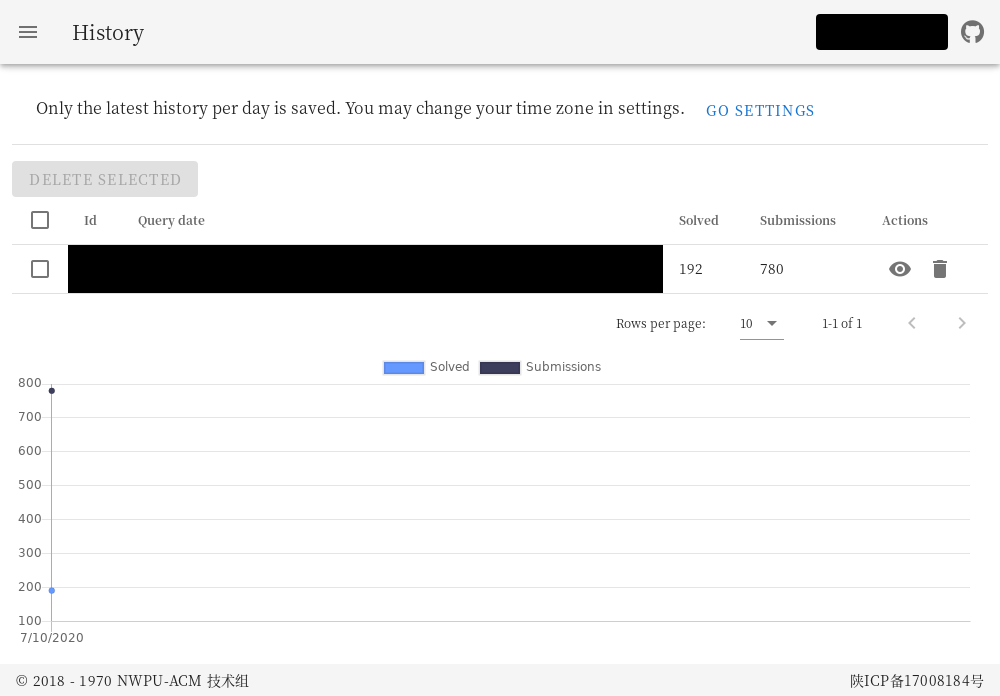 History
Only the latest history per day is saved. You may change your time zone in settings. GO SETTINGS
DELETE SELECTED
Id Query date Solved Submissions Actions
192 780
Rows per page: 10 1-1 of 1
Solved Submissions
800
700
600
500
400
300
200
100
7/10/2020
© 2018 - 1970 NWPU-ACM 技术组 陕ICP备17008184号